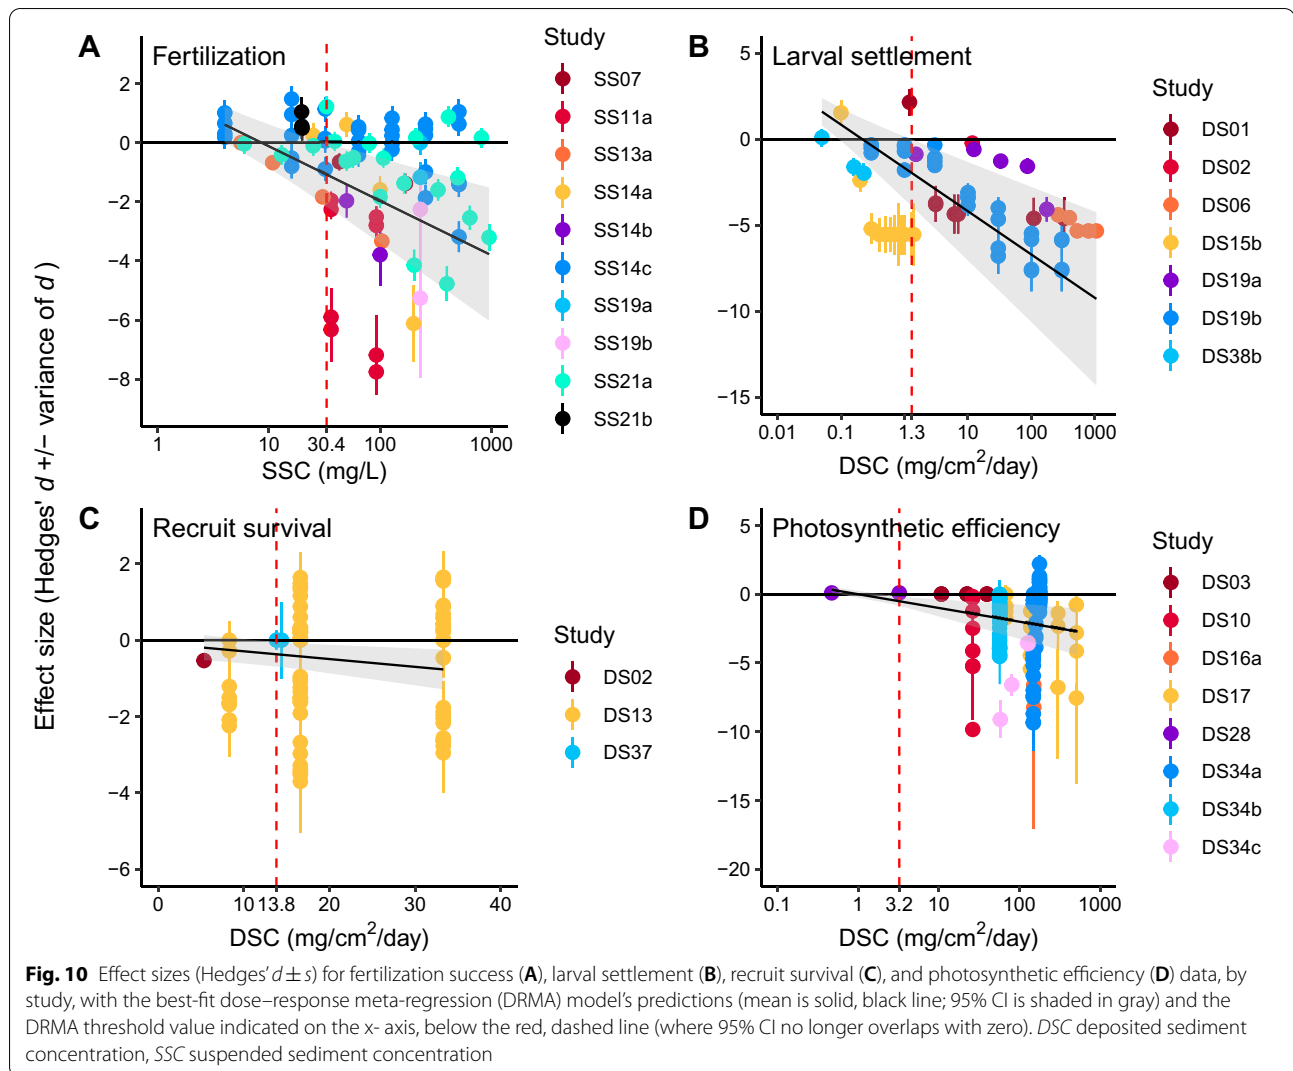 Effect size (Hedges' d +/− variance of d )
A
Fertilization
2
0
−2
−4
−6
−8
1
10
30.4
100
1000
SSC (mg/L)
Study
SS07
SS11a
SS13a
SS14a
SS14b
SS14c
SS19a
SS19b
SS21a
SS21b
B
Larval settlement
5
0
−5
−10
−15
0.01
0.1
1.3
10
100
1000
DSC (mg/cm²/day)
Study
DS01
DS02
DS06
DS15b
DS19a
DS19b
DS38b
C
Recruit survival
2
0
−2
−4
−6
0
10
13.8
20
30
40
DSC (mg/cm²/day)
Study
DS02
DS13
DS37
D
Photosynthetic efficiency
5
0
−5
−10
−15
−20
0.1
1
3.2
10
100
1000
DSC (mg/cm²/day)
Study
DS03
DS10
DS16a
DS17
DS28
DS34a
DS34b
DS34c
Fig. 10 Effect sizes (Hedges' d ± s) for fertilization success (A), larval settlement (B), recruit survival (C), and photosynthetic efficiency (D) data, by
study, with the best-fit dose–response meta-regression (DRMA) model's predictions (mean is solid, black line; 95% CI is shaded in gray) and the
DRMA threshold value indicated on the x- axis, below the red, dashed line (where 95% CI no longer overlaps with zero). DSC deposited sediment
concentration, SSC suspended sediment concentration